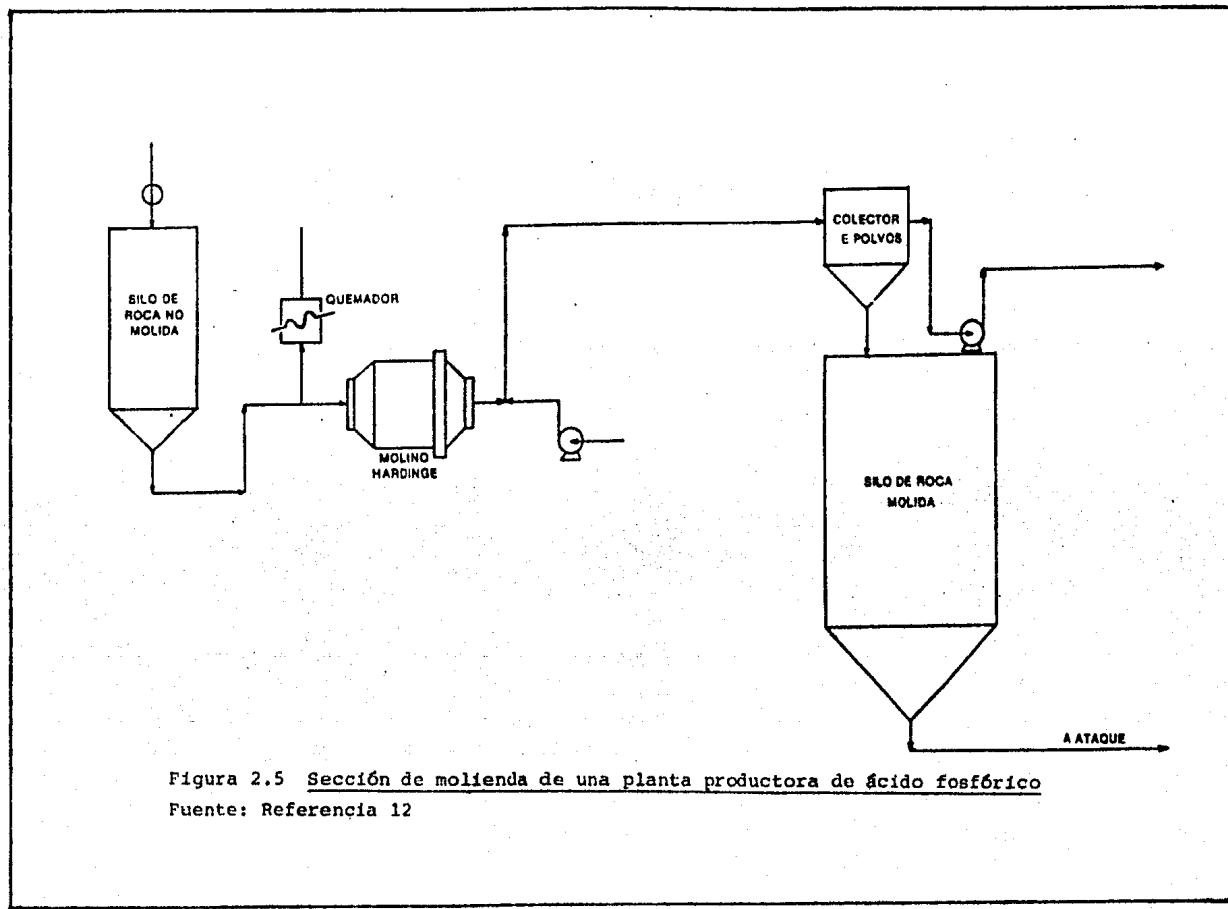 SILO DE
ROCA NO
MOLIDA
QUEMADOR
MOLINO
HARDINGE
COLECTOR
E POLVOS
SILO DE ROCA
MOLIDA
A ATAQUE
Figura 2.5 Sección de molienda de una planta productora de ácido fosfórico
Fuente: Referencia 12